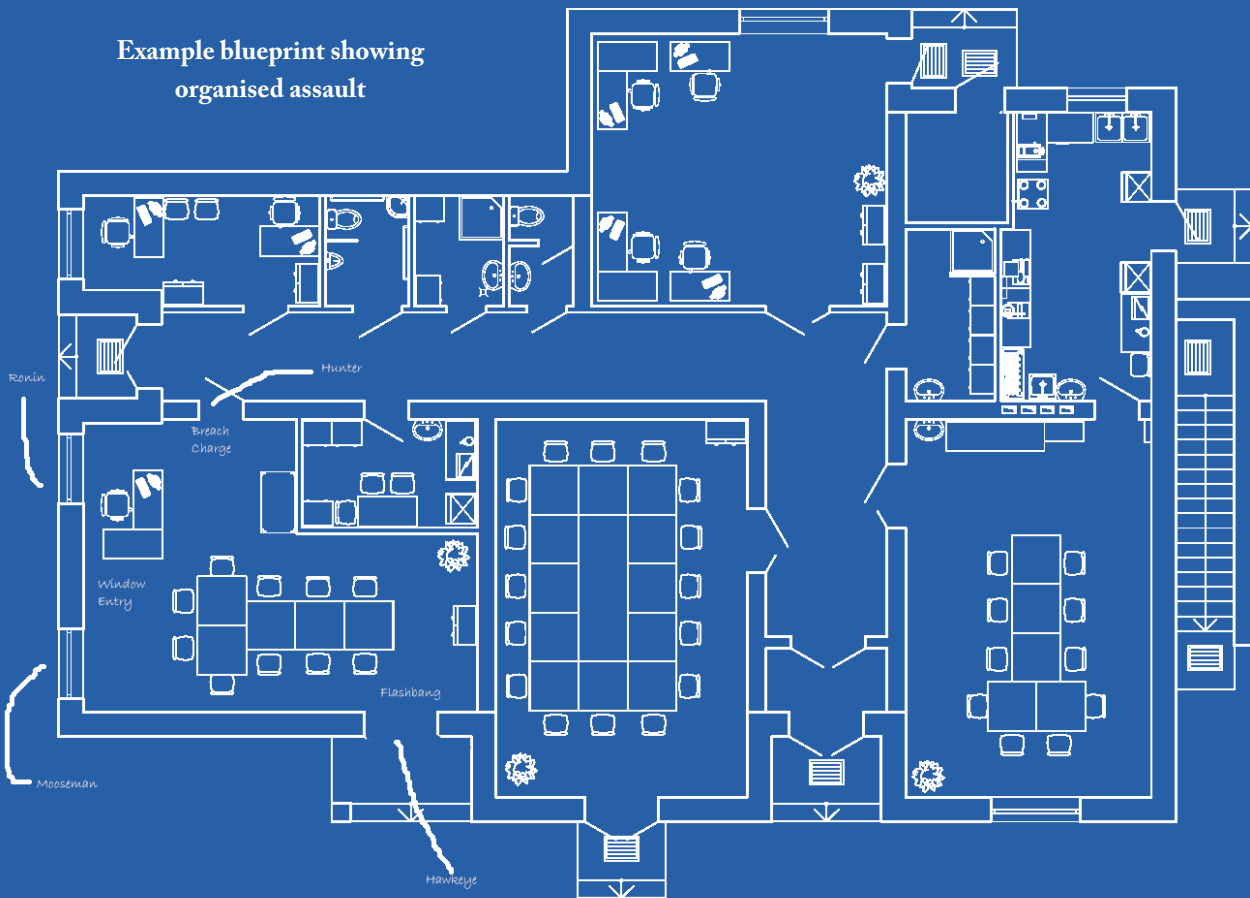 Example blueprint showing
organised assault
Ronin
Hunter
Breach
Charge
Window
Entry
Flashbang
Mooseman
Hawkeye